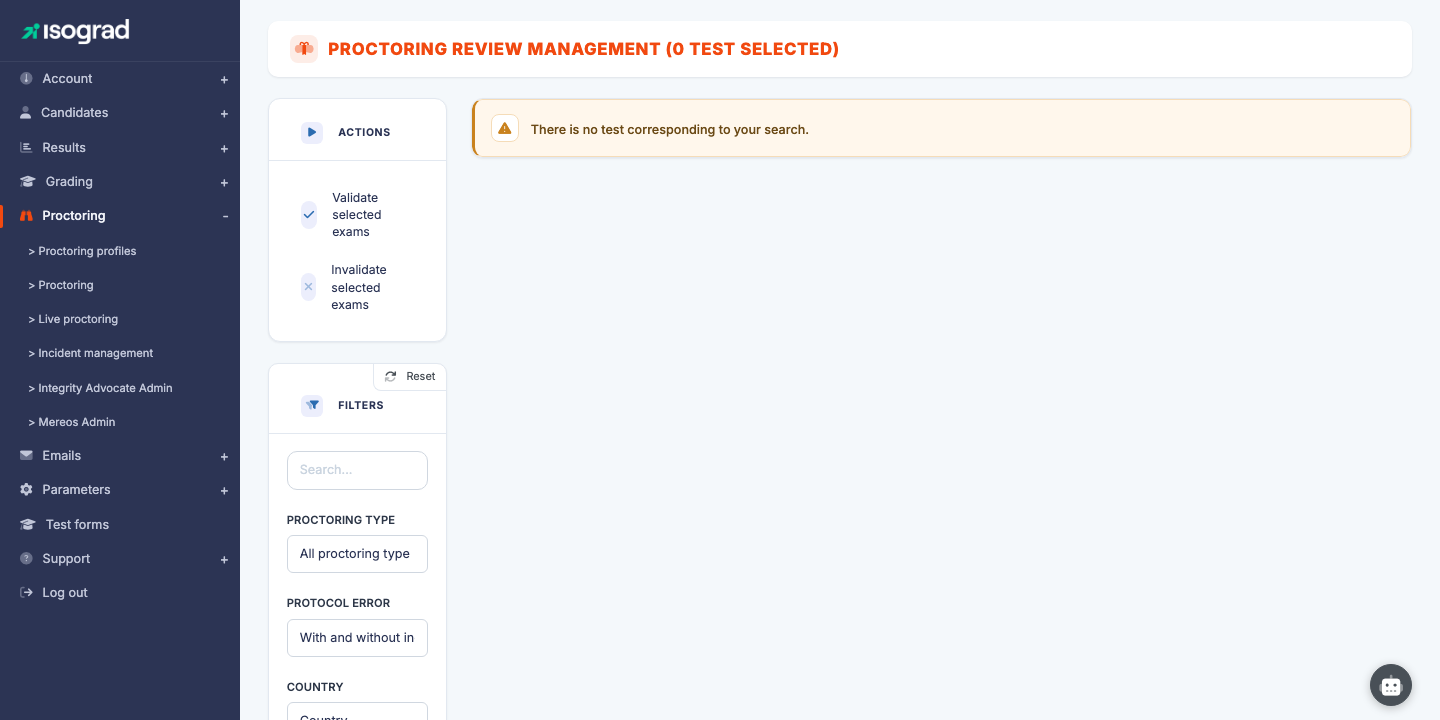 isograd
Account +
Candidates +
Results +
Grading +
Proctoring -
> Proctoring profiles
> Proctoring
> Live proctoring
> Incident management
> Integrity Advocate Admin
> Mereos Admin
Emails +
Parameters +
Test forms
Support +
Log out
PROCTORING REVIEW MANAGEMENT (0 TEST SELECTED)
ACTIONS
Validate
selected
exams
Invalidate
selected
exams
Reset
FILTERS
Search...
PROCTORING TYPE
All proctoring type
PROTOCOL ERROR
With and without in
COUNTRY
Country
There is no test corresponding to your search.